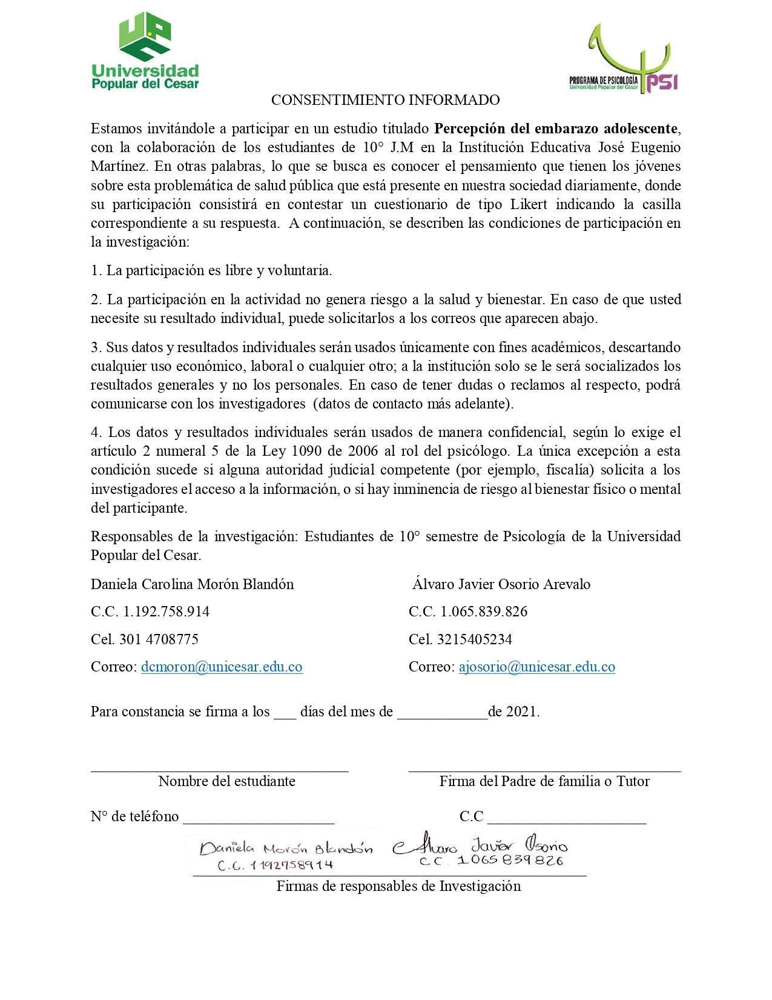 UPC
Universidad
Popular del Cesar
PROGRAMA DE PSICOLOGÍA
Universidad Popular del Cesar
PSI
CONSENTIMIENTO INFORMADO
Estamos invitándole a participar en un estudio titulado Percepción del embarazo adolescente,
con la colaboración de los estudiantes de 10° J.M en la Institución Educativa José Eugenio
Martínez. En otras palabras, lo que se busca es conocer el pensamiento que tienen los jóvenes
sobre esta problemática de salud pública que está presente en nuestra sociedad diariamente, donde
su participación consistirá en contestar un cuestionario de tipo Likert indicando la casilla
correspondiente a su respuesta. A continuación, se describen las condiciones de participación en
la investigación:
1. La participación es libre y voluntaria.
2. La participación en la actividad no genera riesgo a la salud y bienestar. En caso de que usted
necesite su resultado individual, puede solicitarlos a los correos que aparecen abajo.
3. Sus datos y resultados individuales serán usados únicamente con fines académicos, descartando
cualquier uso económico, laboral o cualquier otro; a la institución solo se le será socializados los
resultados generales y no los personales. En caso de tener dudas o reclamos al respecto, podrá
comunicarse con los investigadores (datos de contacto más adelante).
4. Los datos y resultados individuales serán usados de manera confidencial, según lo exige el
artículo 2 numeral 5 de la Ley 1090 de 2006 al rol del psicólogo. La única excepción a esta
condición sucede si alguna autoridad judicial competente (por ejemplo, fiscalía) solicita a los
investigadores el acceso a la información, o si hay inminencia de riesgo al bienestar físico o mental
del participante.
Responsables de la investigación: Estudiantes de 10° semestre de Psicología de la Universidad
Popular del Cesar.
Daniela Carolina Morón Blandón Álvaro Javier Osorio Arevalo
C.C. 1.192.758.914 C.C. 1.065.839.826
Cel. 301 4708775 Cel. 3215405234
Correo: dcmoron@unicesar.edu.co Correo: ajosorio@unicesar.edu.co
Para constancia se firma a los ___ días del mes de ____________de 2021.
Nombre del estudiante Firma del Padre de familia o Tutor
N° de teléfono ____________________ C.C _____________________
Daniela Morón Blandón Alvaro Javier Osorio
C.C. 1192758914 C C. 1065839826
Firmas de responsables de Investigación